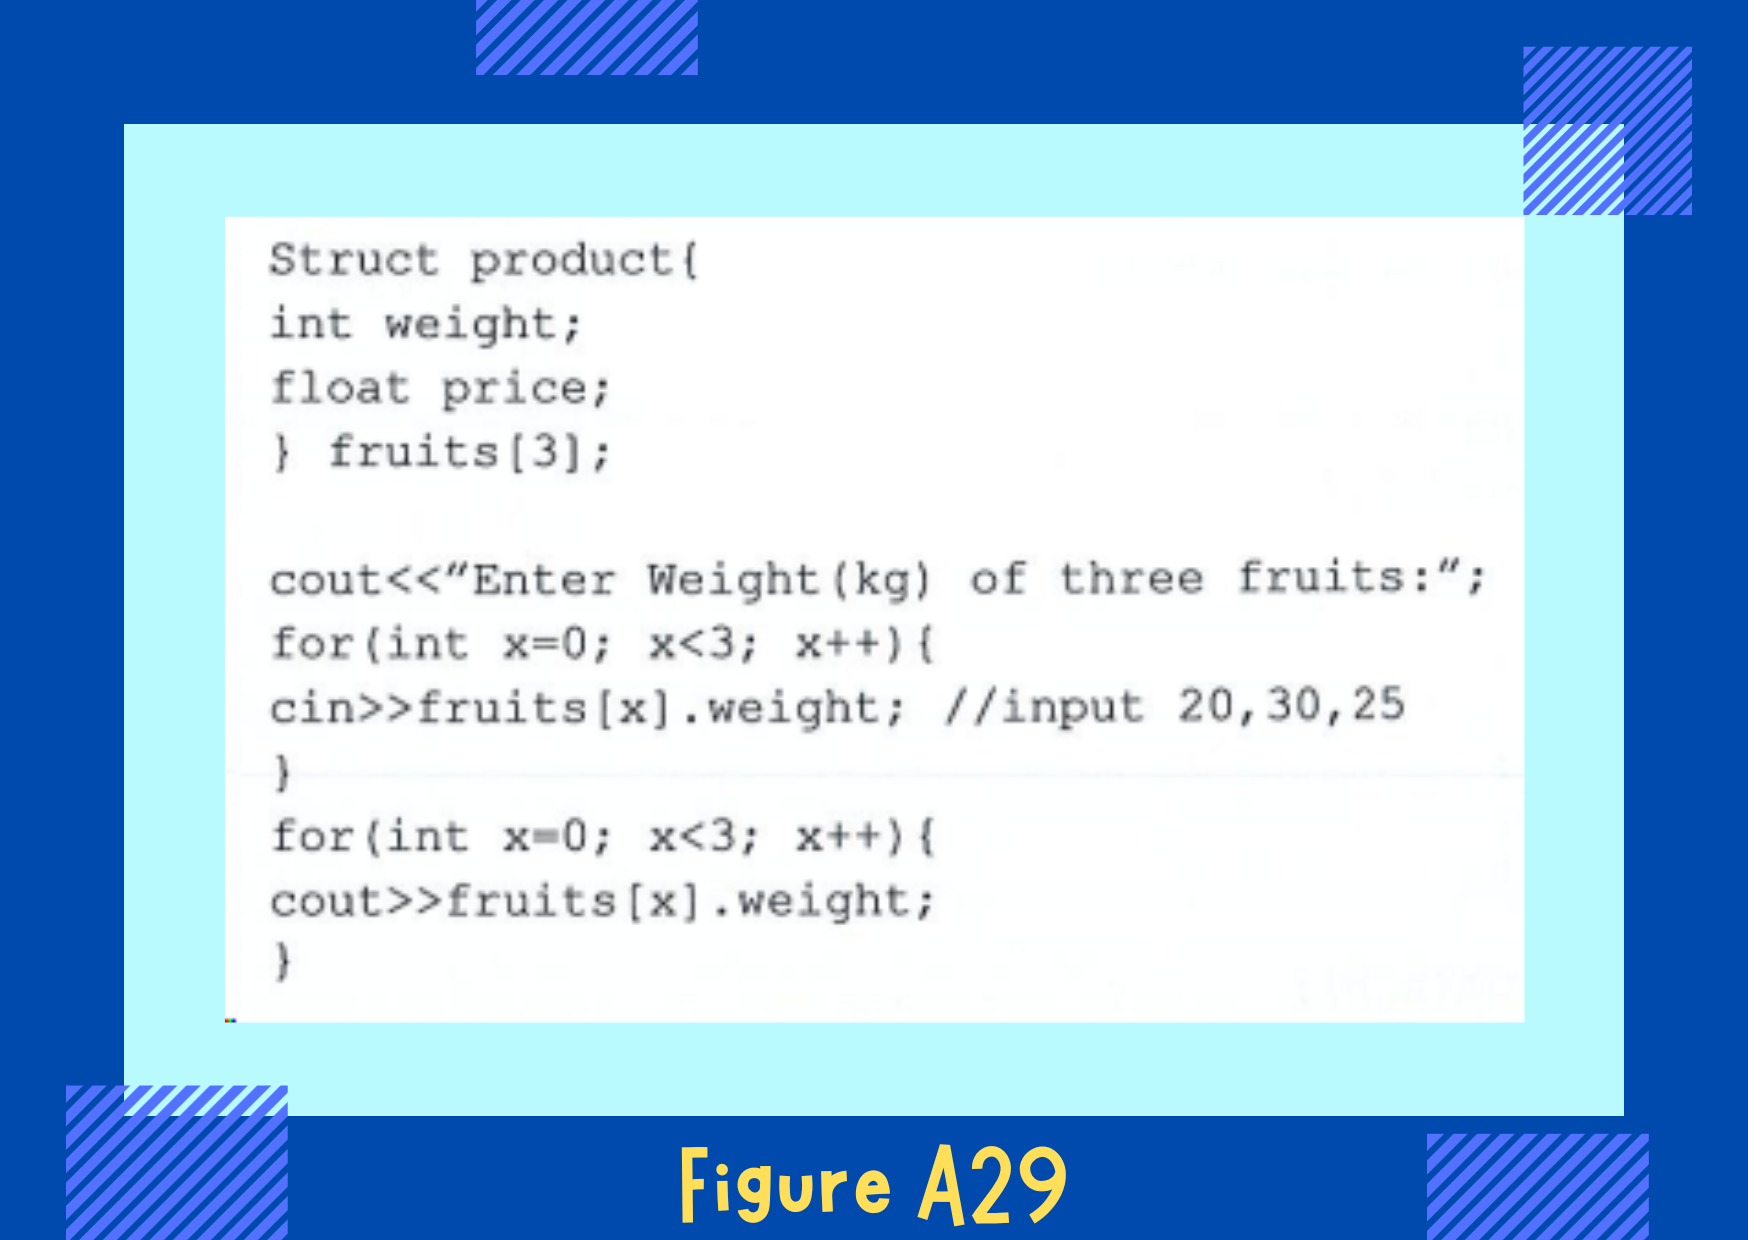 Struct product{
int weight;
float price;
} fruits[3];
cout<<“Enter Weight(kg) of three fruits:”;
for(int x=0; x<3; x++){
cin>>fruits[x].weight; //input 20,30,25
}
for(int x=0; x<3; x++){
cout>>fruits[x].weight;
}
Figure A29